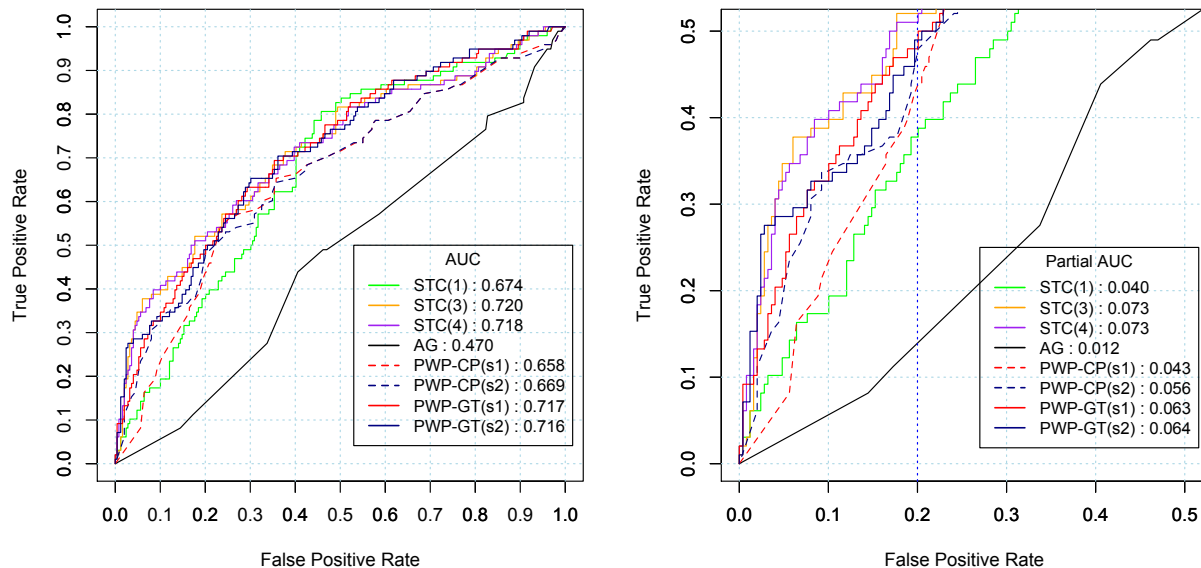 True Positive Rate
1.0
0.9
0.8
0.7
0.6
0.5
0.4
0.3
0.2
0.1
0.0
AUC
STC(1) : 0.674
STC(3) : 0.720
STC(4) : 0.718
AG : 0.470
PWP-CP(s1) : 0.658
PWP-CP(s2) : 0.669
PWP-GT(s1) : 0.717
PWP-GT(s2) : 0.716
0.0 0.1 0.2 0.3 0.4 0.5 0.6 0.7 0.8 0.9 1.0
False Positive Rate
True Positive Rate
0.5
0.4
0.3
0.2
0.1
0.0
Partial AUC
STC(1) : 0.040
STC(3) : 0.073
STC(4) : 0.073
AG : 0.012
PWP-CP(s1) : 0.043
PWP-CP(s2) : 0.056
PWP-GT(s1) : 0.063
PWP-GT(s2) : 0.064
0.0 0.1 0.2 0.3 0.4 0.5
False Positive Rate